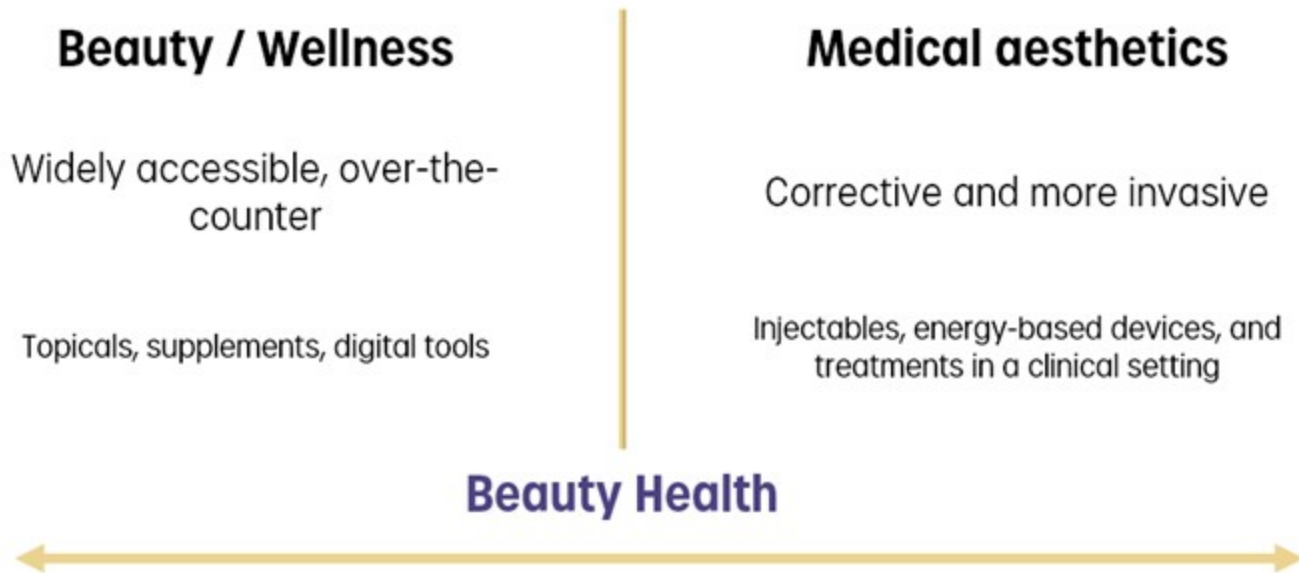 Beauty / Wellness
Widely accessible, over-the-
counter
Topicals, supplements, digital tools
Medical aesthetics
Corrective and more invasive
Injectables, energy-based devices, and
treatments in a clinical setting
Beauty Health